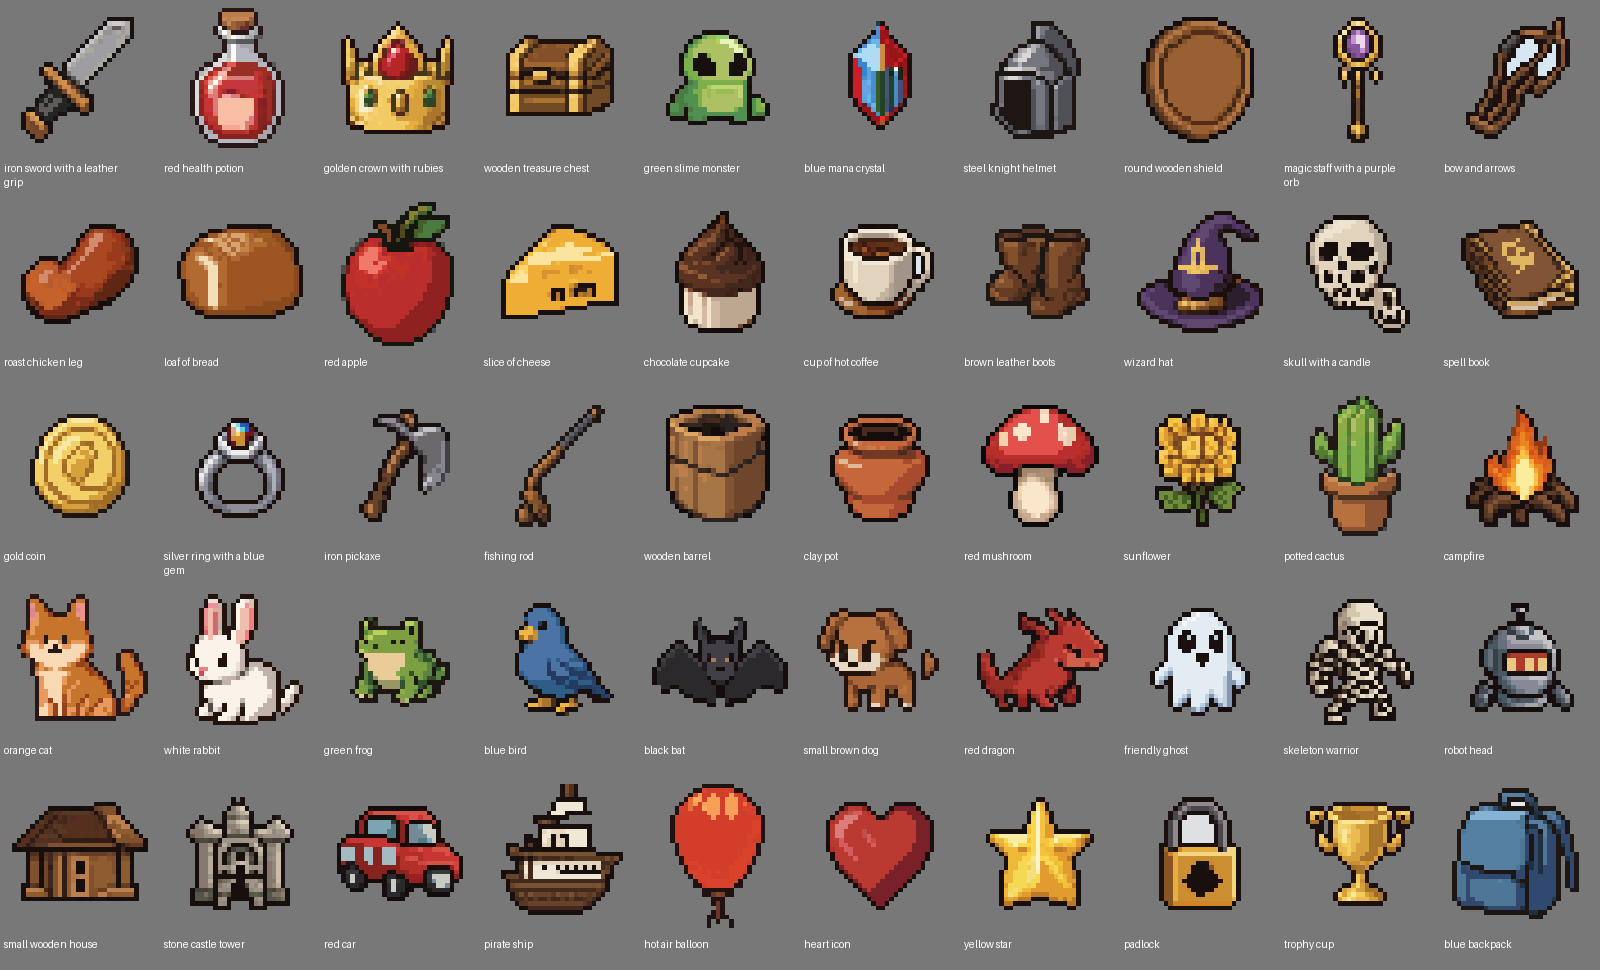 iron sword with a leather
grip
red health potion
golden crown with rubies
wooden treasure chest
green slime monster
blue mana crystal
steel knight helmet
round wooden shield
magic staff with a purple
orb
bow and arrows
roast chicken leg
loaf of bread
red apple
slice of cheese
chocolate cupcake
cup of hot coffee
brown leather boots
wizard hat
skull with a candle
spell book
gold coin
silver ring with a blue
gem
iron pickaxe
fishing rod
wooden barrel
clay pot
red mushroom
sunflower
potted cactus
campfire
orange cat
white rabbit
green frog
blue bird
black bat
small brown dog
red dragon
friendly ghost
skeleton warrior
robot head
small wooden house
stone castle tower
red car
pirate ship
hot air balloon
heart icon
yellow star
padlock
trophy cup
blue backpack